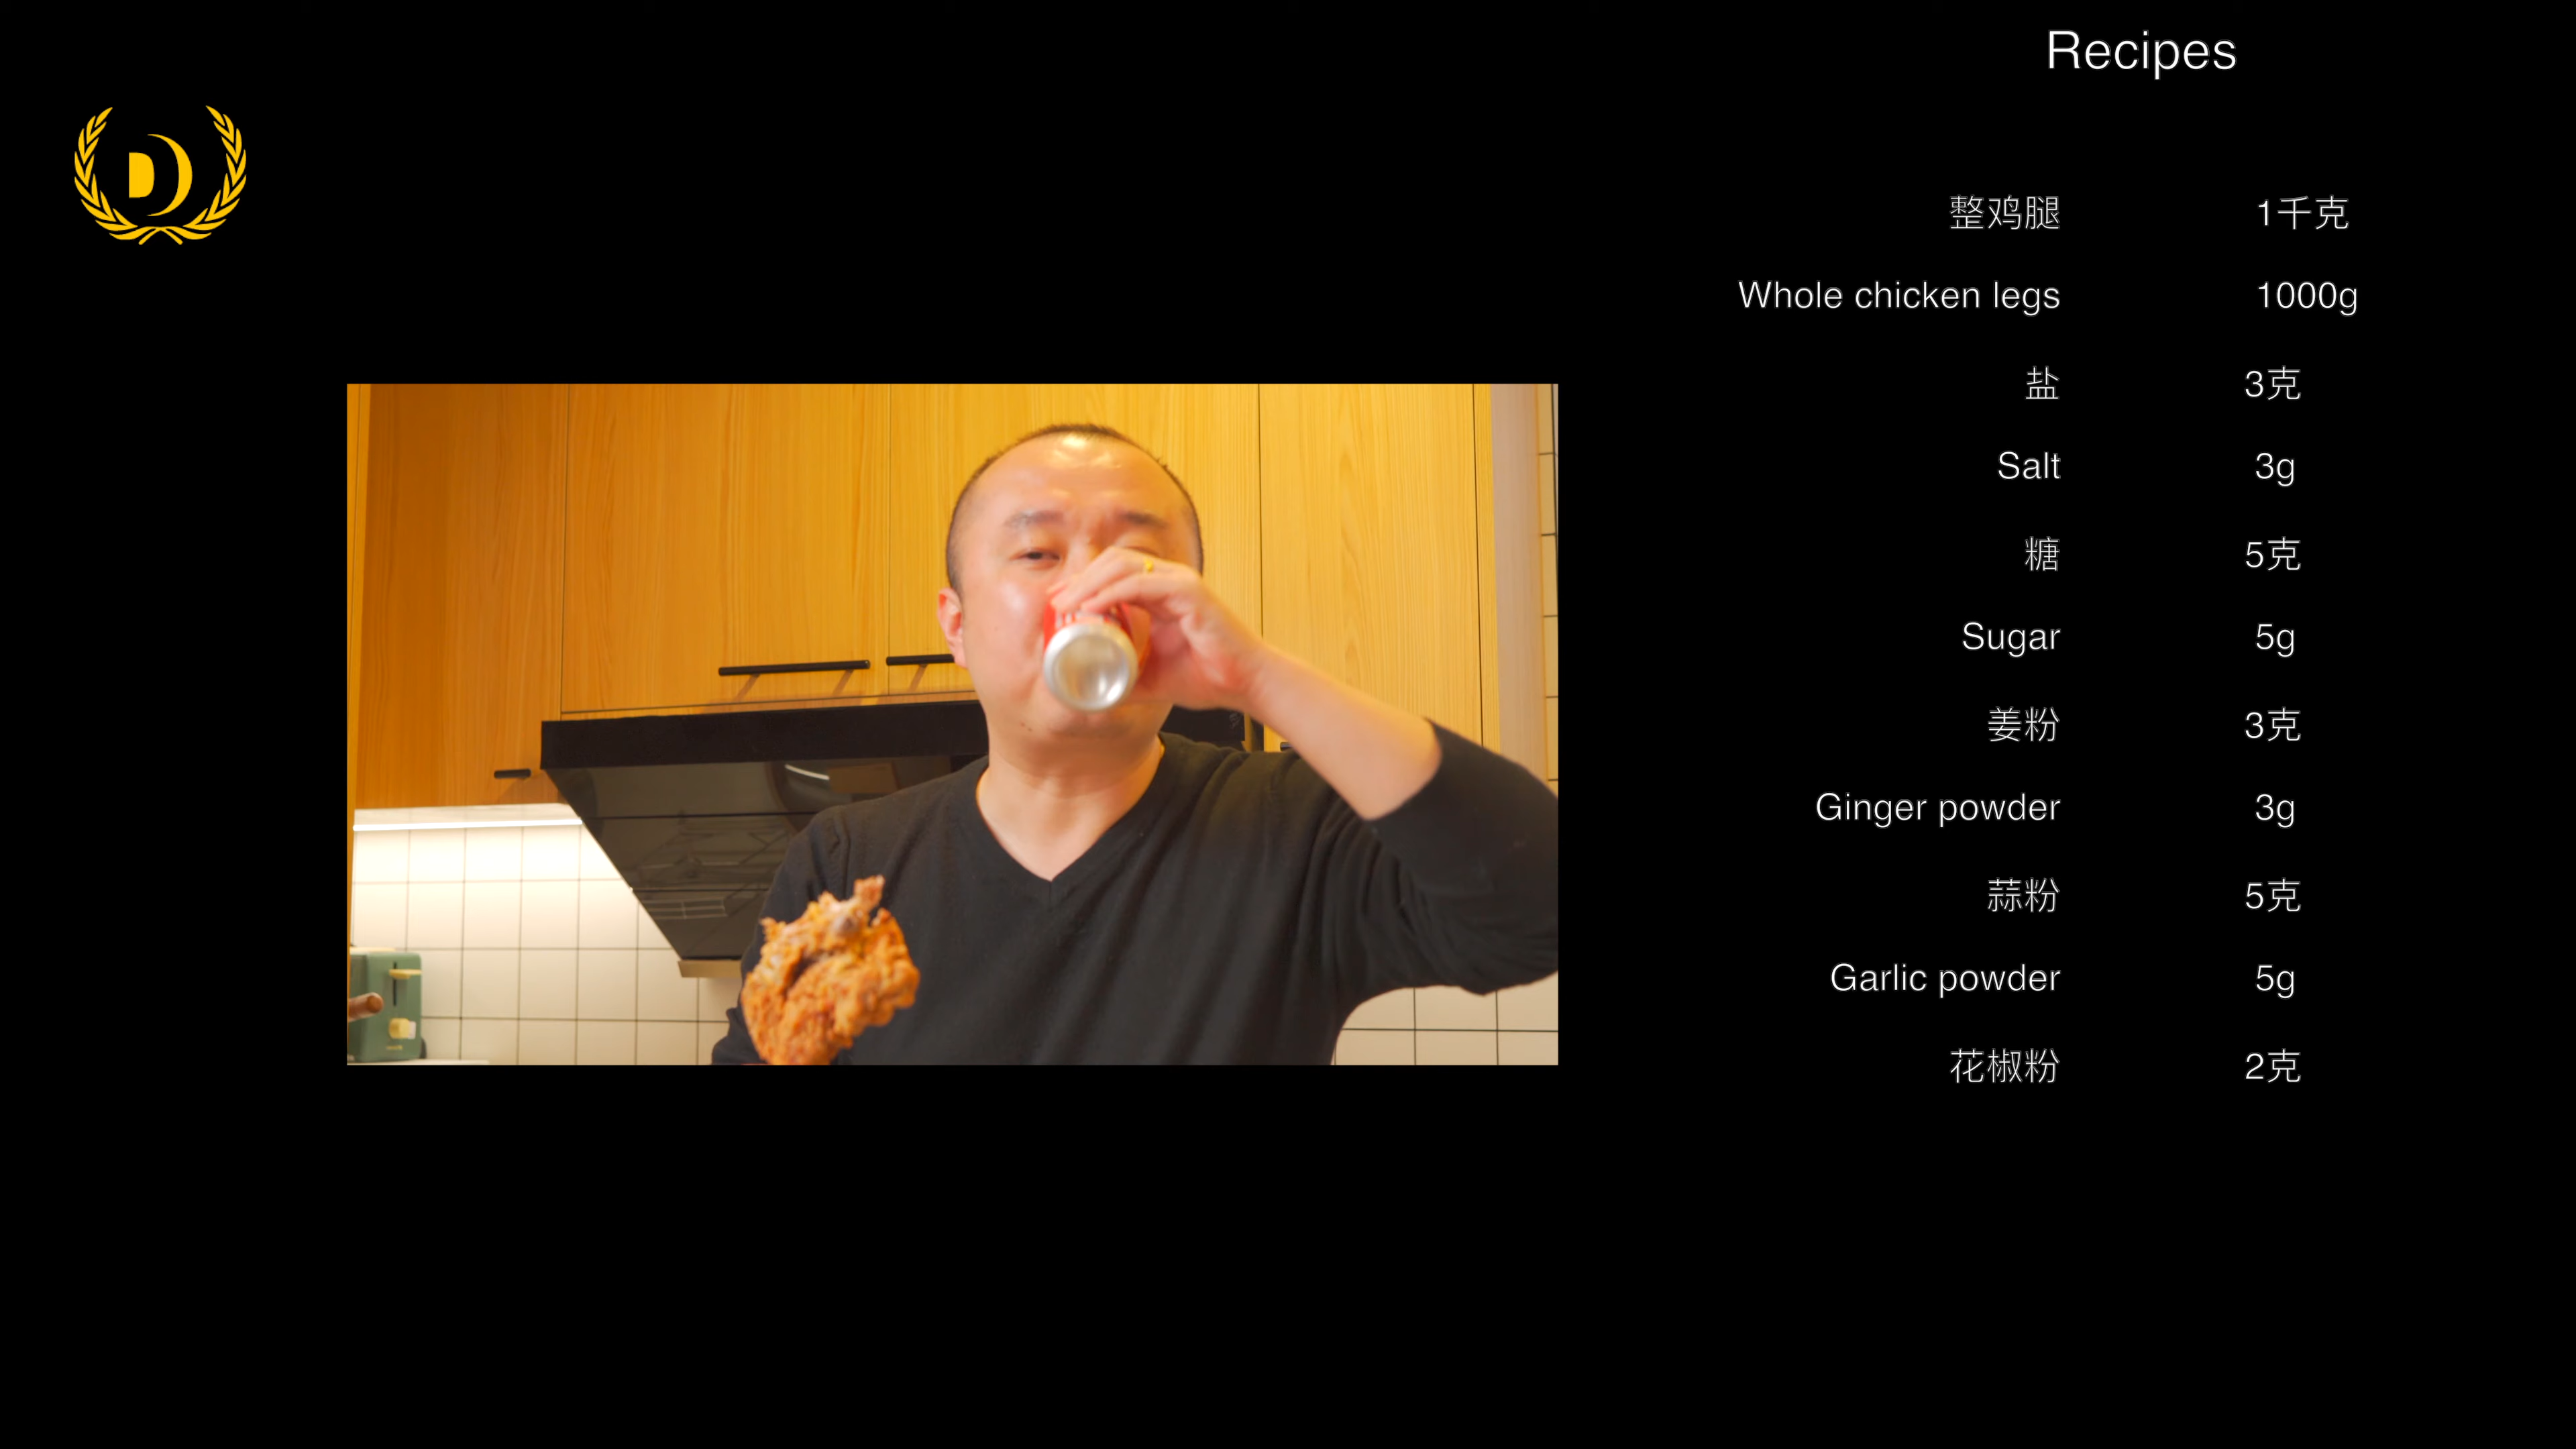 Recipes
D
整鸡腿 1千克
Whole chicken legs 1000g
盐 3克
Salt 3g
糖 5克
Sugar 5g
姜粉 3克
Ginger powder 3g
蒜粉 5克
Garlic powder 5g
花椒粉 2克